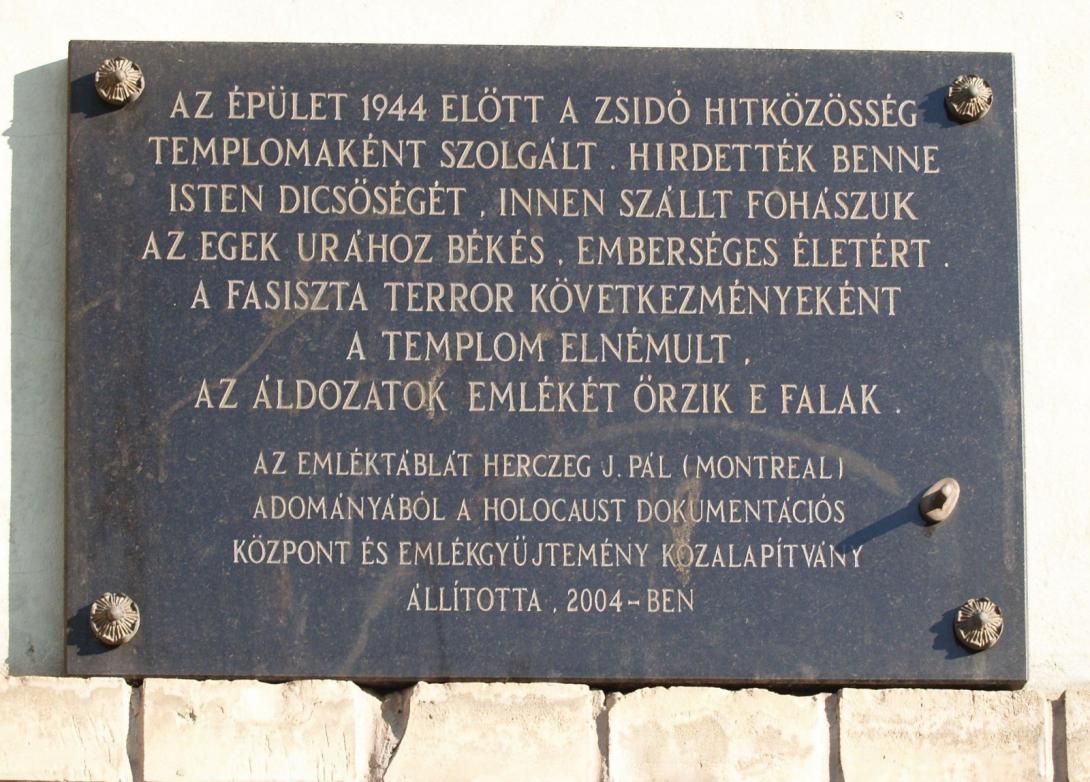 AZ ÉPÜLET 1944 ELŐTT A ZSIDÓ HITKÖZÖSSÉG
TEMPLOMAKÉNT SZOLGÁLT . HIRDETTÉK BENNE
ISTEN DICSŐSÉGÉT , INNEN SZÁLLT FOHÁSZUK
AZ EGEK URÁHOZ BÉKÉS , EMBERSÉGES ÉLETÉRT .
A FASISZTA TERROR KÖVETKEZMÉNYEKÉNT
A TEMPLOM ELNÉMULT ,
AZ ÁLDOZATOK EMLÉKÉT ŐRZIK E FALAK .
AZ EMLÉKTÁBLÁT HERCZEG J. PÁL (MONTREAL)
ADOMÁNYÁBÓL A HOLOCAUST DOKUMENTÁCIÓS
KÖZPONT ÉS EMLÉKGYŰJTEMÉNY KÖZALAPÍTVÁNY
ÁLLÍTOTTA , 2004-BEN